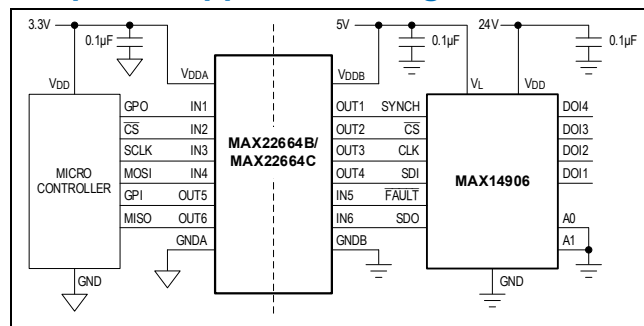 3.3V 5V 24V
0.1µF 0.1µF 0.1µF
VDD VDDA VDDB VL VDD
GPO IN1 OUT1 SYNCH DOI4
CS IN2 OUT2 CS DOI3
SCLK IN3 OUT3 CLK DOI2
MOSI IN4 OUT4 SDI DOI1
GPI OUT5 IN5 FAULT
MISO OUT6 IN6 SDO A0
GNDA GNDB A1
MICRO
CONTROLLER
MAX22664B/
MAX22664C
MAX14906
GND GND